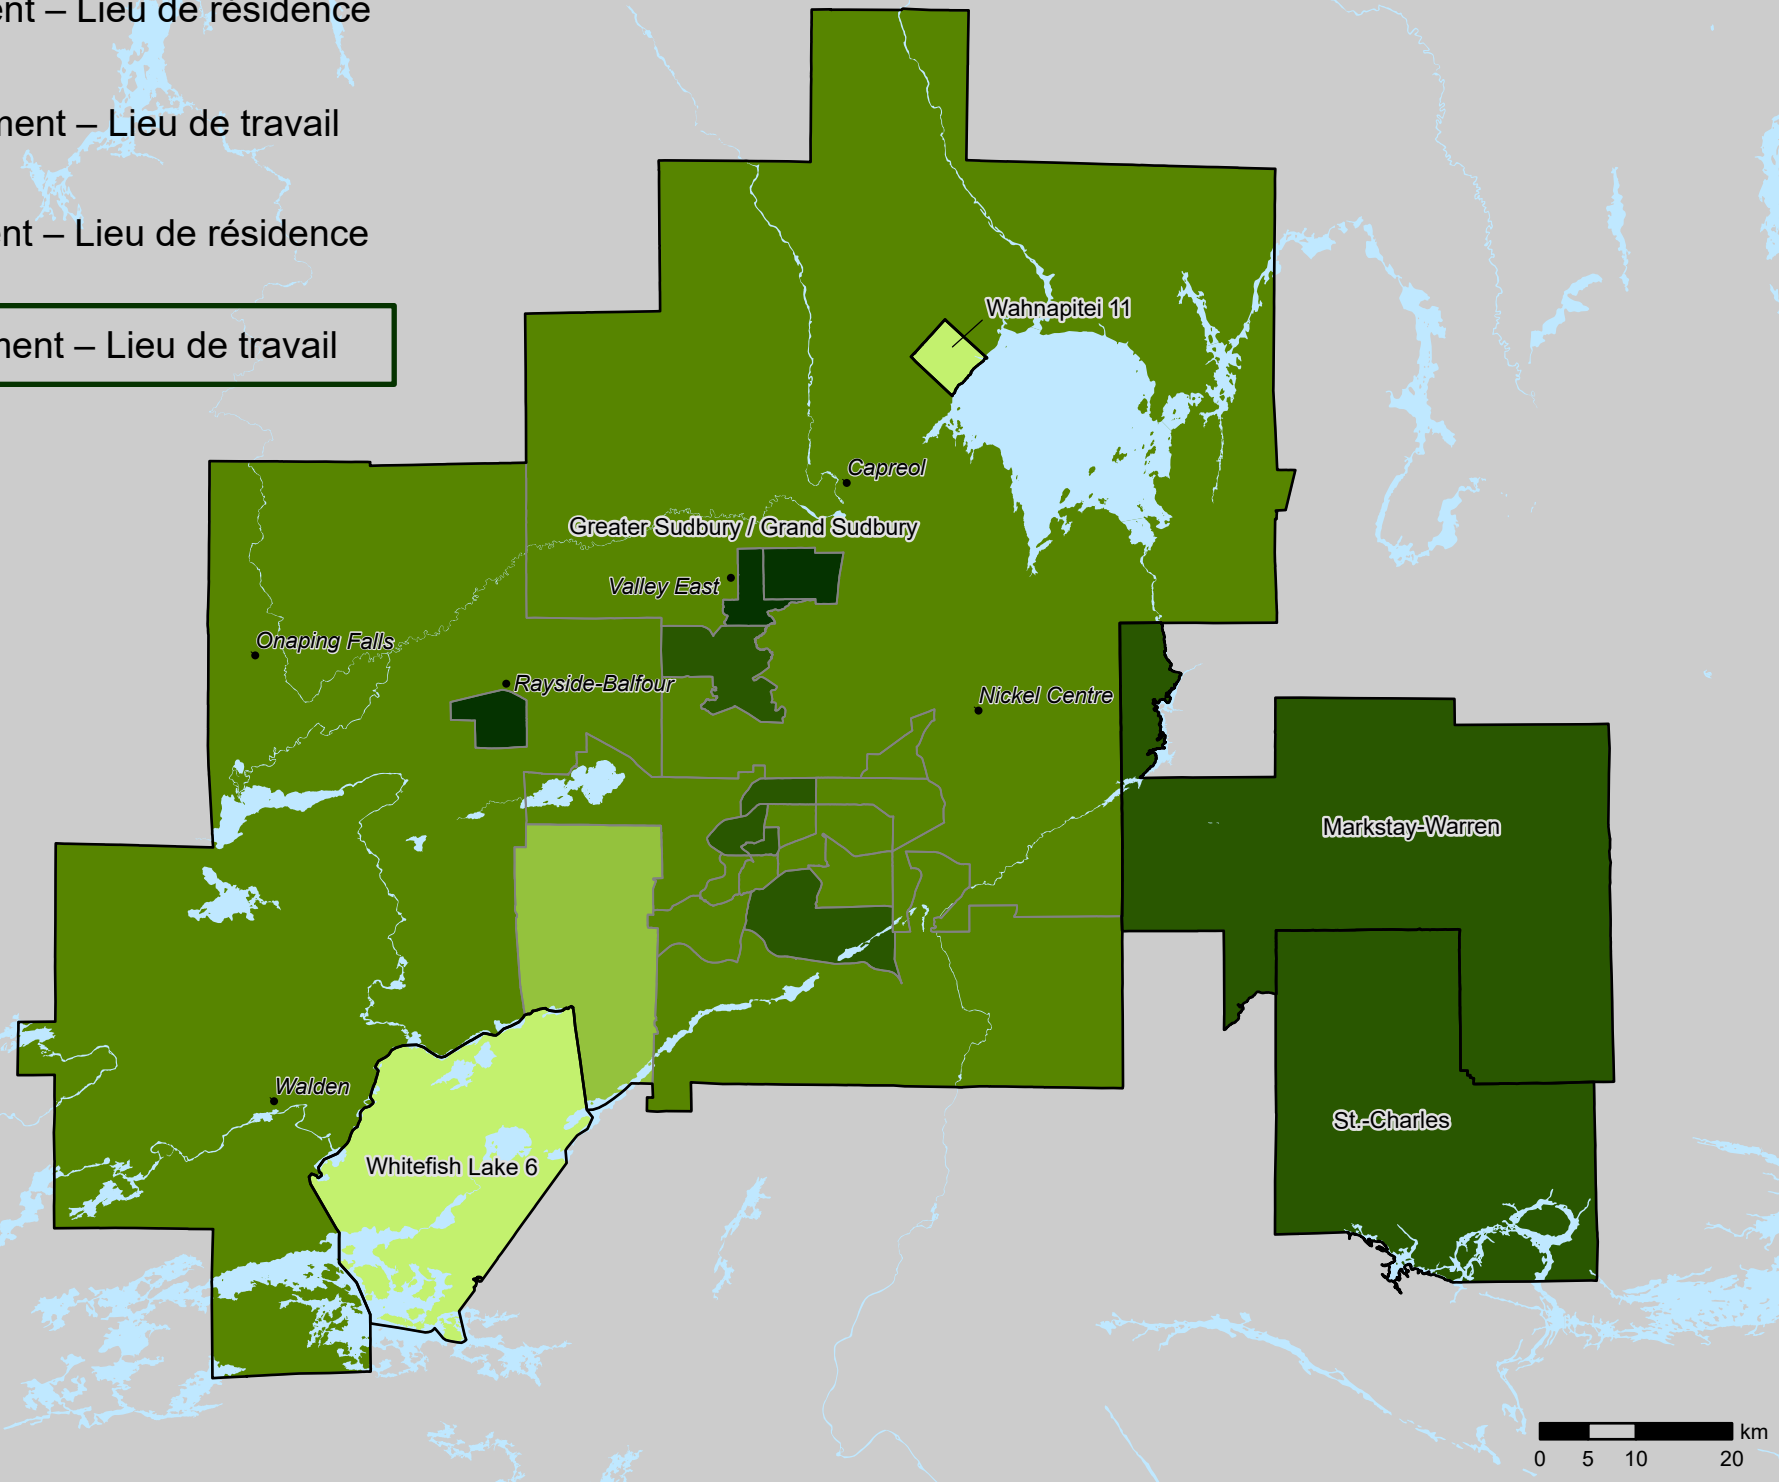 nt – Lieu de résidence
ment – Lieu de travail
nt – Lieu de résidence
Wahnapitei 11
ment – Lieu de travail
Capreol
Greater Sudbury / Grand Sudbury
Valley East
Onaping Falls
Rayside-Balfour
Nickel Centre
Markstay-Warren
Walden
St.-Charles
Whitefish Lake 6
km
0 5 10 20